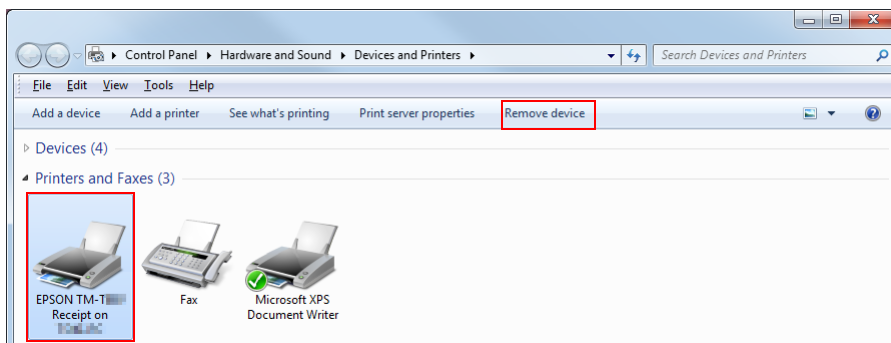 Control Panel Hardware and Sound Devices and Printers Search Devices and Printers
File Edit View Tools Help
Add a device Add a printer See what's printing Print server properties Remove device
Devices (4)
Printers and Faxes (3)
EPSON TM-T
Receipt on
Fax
Microsoft XPS
Document Writer